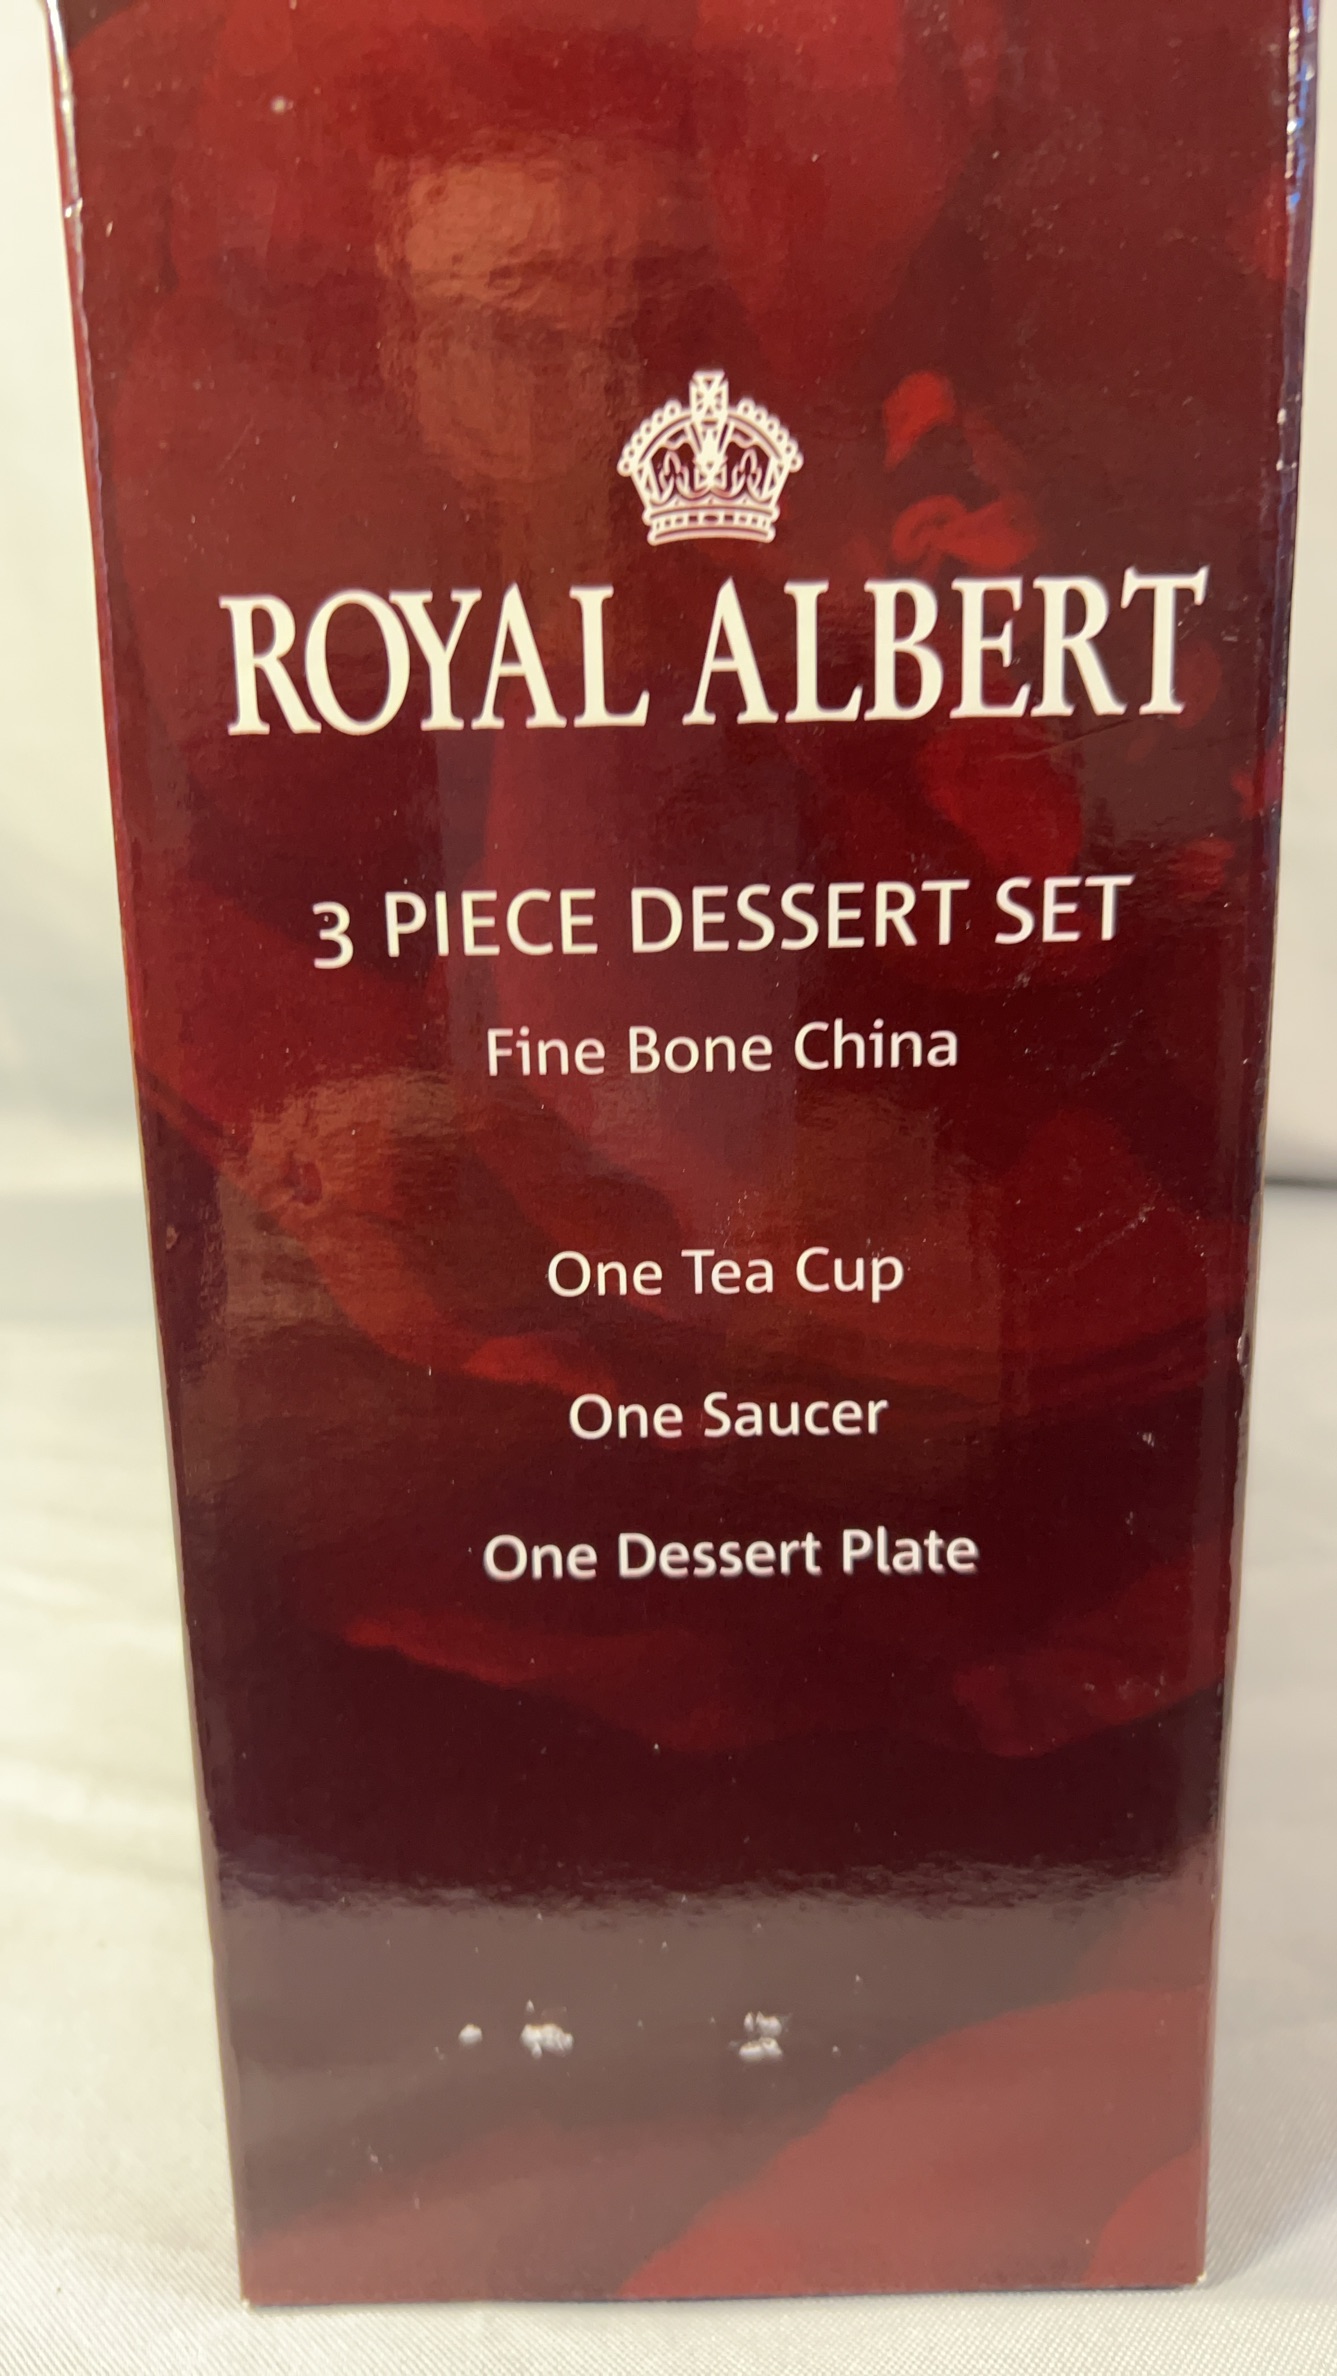 ROYAL ALBERT
3 PIECE DESSERT SET
Fine Bone China
One Tea Cup
One Saucer
One Dessert Plate